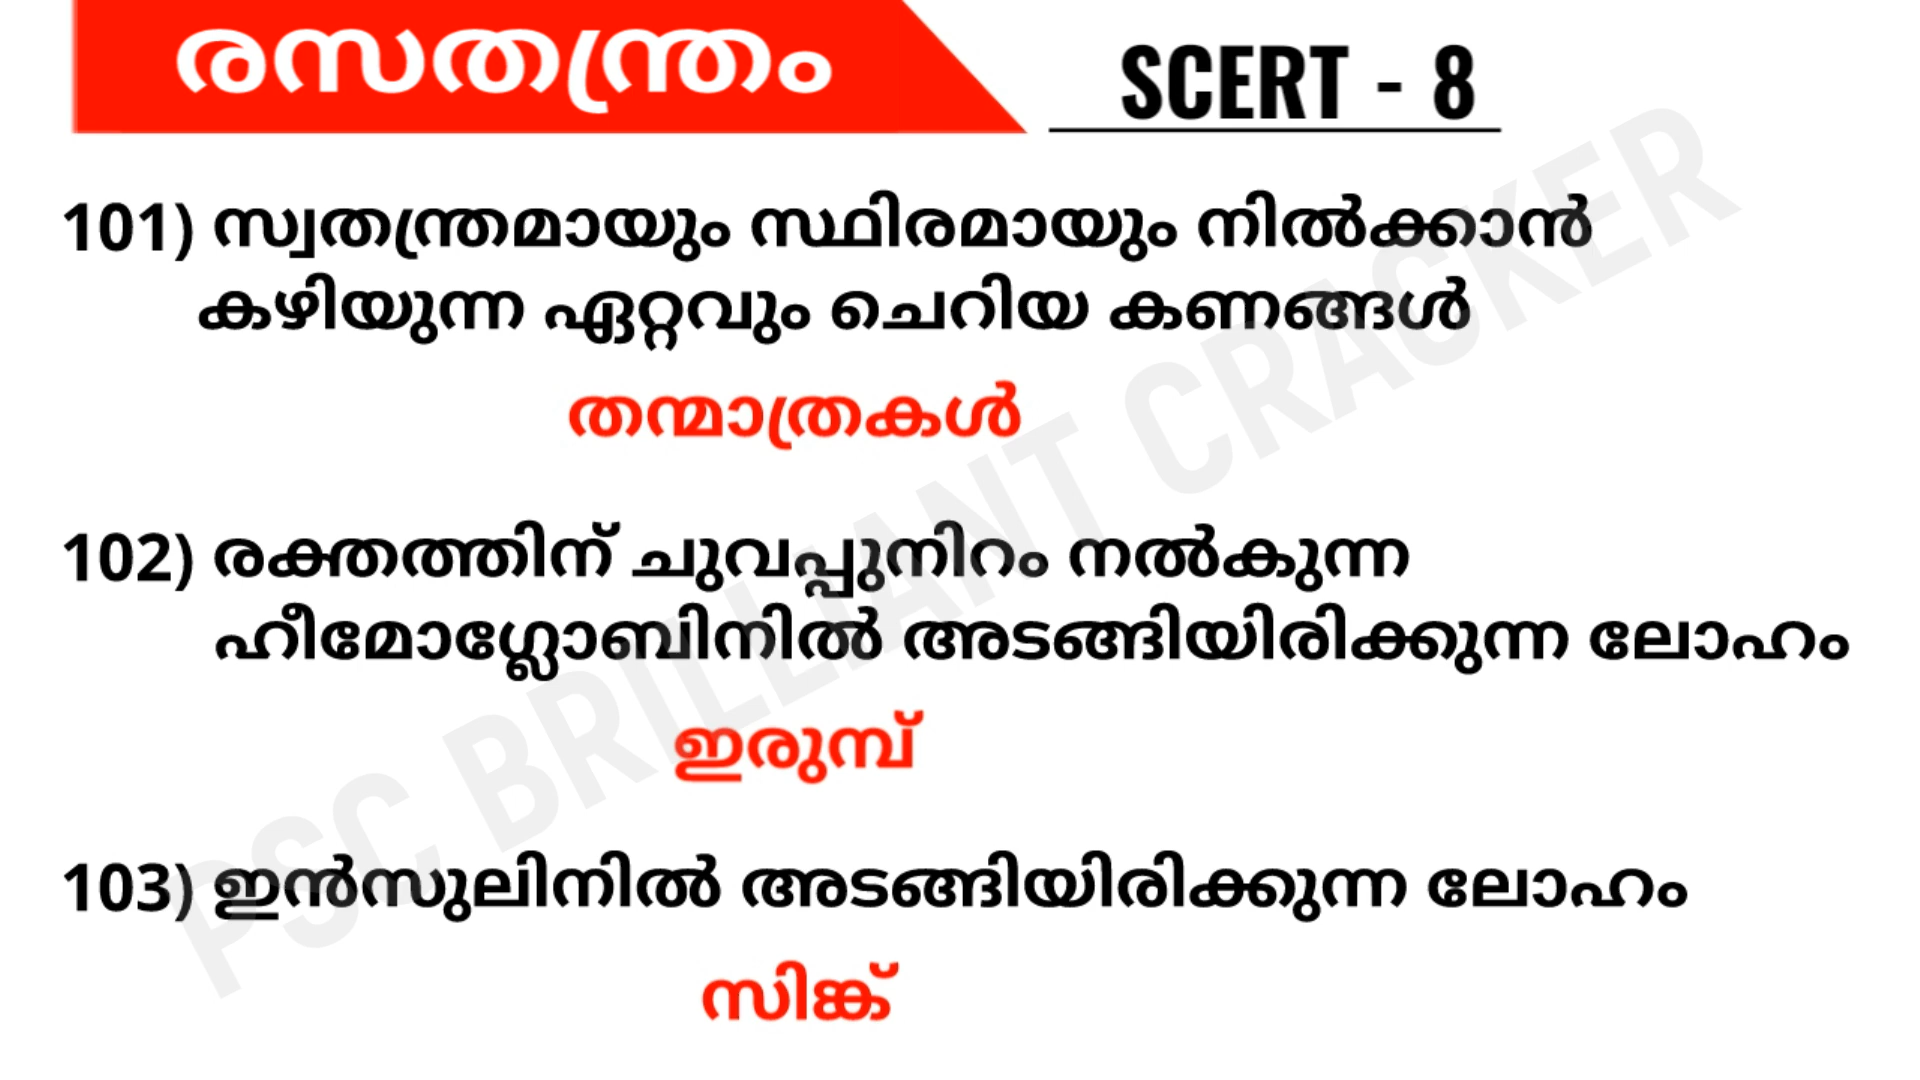 രസതന്ത്രം
SCERT - 8
101) സ്വതന്ത്രമായും സ്ഥിരമായും നിൽക്കാൻ
കഴിയുന്ന ഏറ്റവും ചെറിയ കണങ്ങൾ
തന്മാത്രകൾ
102) രക്തത്തിന് ചുവപ്പുനിറം നൽകുന്ന
ഹീമോഗ്ലോബിനിൽ അടങ്ങിയിരിക്കുന്ന ലോഹം
ഇരുമ്പ്
103) ഇൻസുലിനിൽ അടങ്ങിയിരിക്കുന്ന ലോഹം
സിങ്ക്
PSC BRILLIANT CRACKER